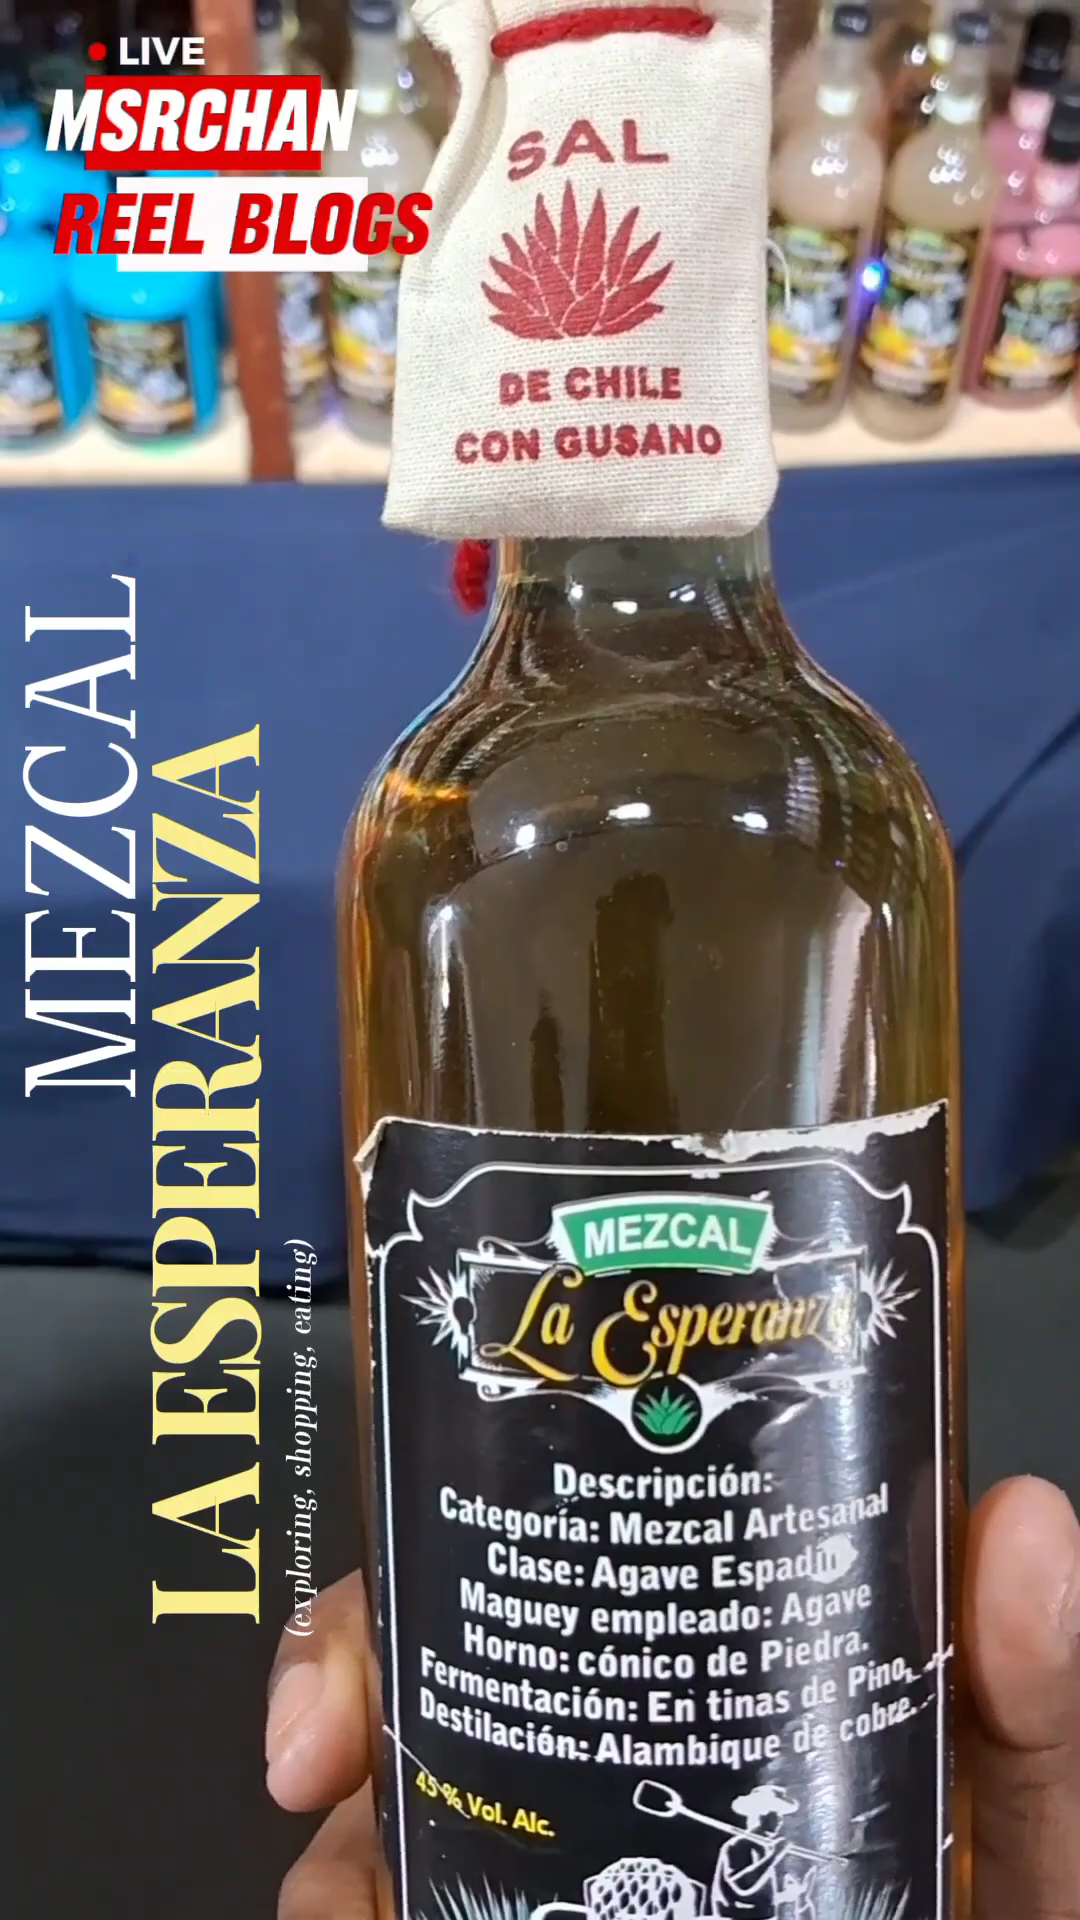 LIVE
MSRCHAN
REEL BLOGS
SAL
DE CHILE
CON GUSANO
MEZCAL
LA ESPERANZA
(exploring, shopping, eating)
MEZCAL
La Esperanza
Descripción:
Categoría: Mezcal Artesanal
Clase: Agave Espadín
Maguey empleado: Agave
Horno: cónico de Piedra.
Fermentación: En tinas de Pino,
Destilación: Alambique de cobre.
45 % Vol. Alc.